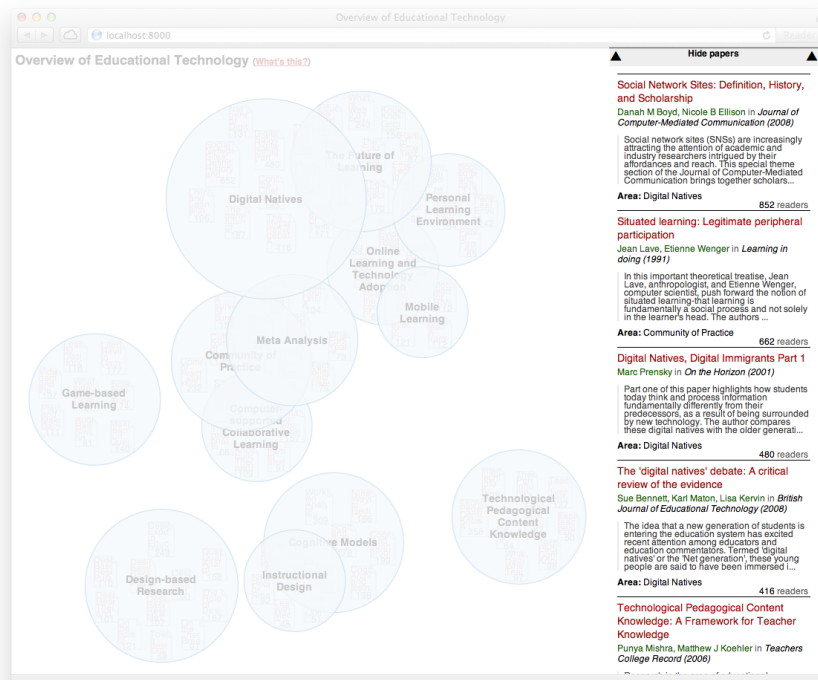 Overview of Educational Technology
localhost:8000
Reader
Overview of Educational Technology (What's this?)
The Future of
Learning
Digital Natives
Personal
Learning
Environment
Online
Learning and
Technology
Adoption
Mobile
Learning
Meta Analysis
Community of
Practice
Game-based
Learning
Computer-
supported
Collaborative
Learning
Technological
Pedagogical
Content
Knowledge
Cognitive Models
Design-based
Research
Instructional
Design
Hide papers
Social Network Sites: Definition, History,
and Scholarship
Danah M Boyd, Nicole B Ellison in Journal of
Computer-Mediated Communication (2008)
Social network sites (SNSs) are increasingly
attracting the attention of academic and
industry researchers intrigued by their
affordances and reach. This special theme
section of the Journal of Computer-Mediated
Communication brings together scholars...
Area: Digital Natives
852 readers
Situated learning: Legitimate peripheral
participation
Jean Lave, Etienne Wenger in Learning in
doing (1991)
In this important theoretical treatise, Jean
Lave, anthropologist, and Etienne Wenger,
computer scientist, push forward the notion of
situated learning-that learning is
fundamentally a social process and not solely
in the learner's head. The authors ...
Area: Community of Practice
662 readers
Digital Natives, Digital Immigrants Part 1
Marc Prensky in On the Horizon (2001)
Part one of this paper highlights how students
today think and process information
fundamentally differently from their
predecessors, as a result of being surrounded
by new technology. The author compares
these digital natives with the older generati...
Area: Digital Natives
480 readers
The 'digital natives' debate: A critical
review of the evidence
Sue Bennett, Karl Maton, Lisa Kervin in British
Journal of Educational Technology (2008)
The idea that a new generation of students is
entering the education system has excited
recent attention among educators and
education commentators. Termed 'digital
natives' or the 'Net generation', these young
people are said to have been immersed i...
Area: Digital Natives
416 readers
Technological Pedagogical Content
Knowledge: A Framework for Teacher
Knowledge
Punya Mishra, Matthew J Koehler in Teachers
College Record (2006)